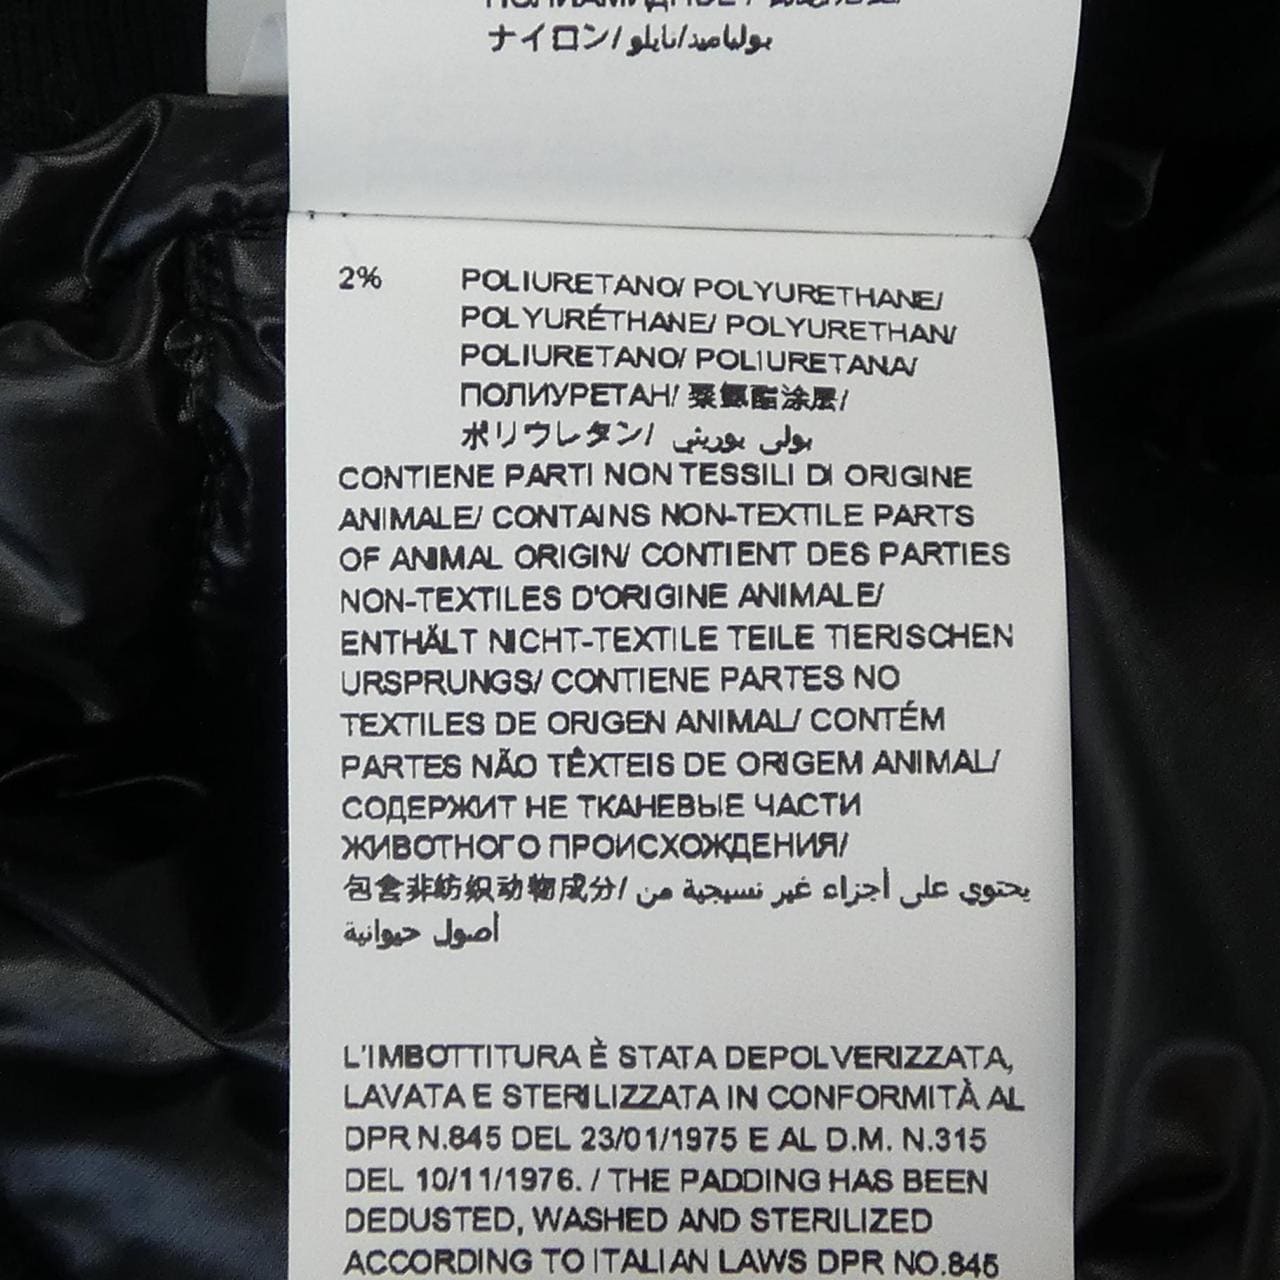 ナイロン/بولياميد/نايلو
2% POLIURETANO/ POLYURETHANE/
POLYURÉTHANE/ POLYURETHAN/
POLIURETANO/ POLIURETANA/
ПОЛИУРЕТАН/ 聚氨酯涂层/
ポリウレタン/ بولى يوريثى
CONTIENE PARTI NON TESSILI DI ORIGINE
ANIMALE/ CONTAINS NON-TEXTILE PARTS
OF ANIMAL ORIGIN/ CONTIENT DES PARTIES
NON-TEXTILES D'ORIGINE ANIMALE/
ENTHÄLT NICHT-TEXTILE TEILE TIERISCHEN
URSPRUNGS/ CONTIENE PARTES NO
TEXTILES DE ORIGEN ANIMAL/ CONTÉM
PARTES NÃO TÊXTEIS DE ORIGEM ANIMAL/
СОДЕРЖИТ НЕ ТКАНЕВЫЕ ЧАСТИ
ЖИВОТНОГО ПРОИСХОЖДЕНИЯ/
包含非纺织动物成分/ يحتوي على أجزاء غير نسيجية من
أصول حيوانية
L'IMBOTTITURA È STATA DEPOLVERIZZATA,
LAVATA E STERILIZZATA IN CONFORMITÀ AL
DPR N.845 DEL 23/01/1975 E AL D.M. N.315
DEL 10/11/1976. / THE PADDING HAS BEEN
DEDUSTED, WASHED AND STERILIZED
ACCORDING TO ITALIAN LAWS DPR NO.845